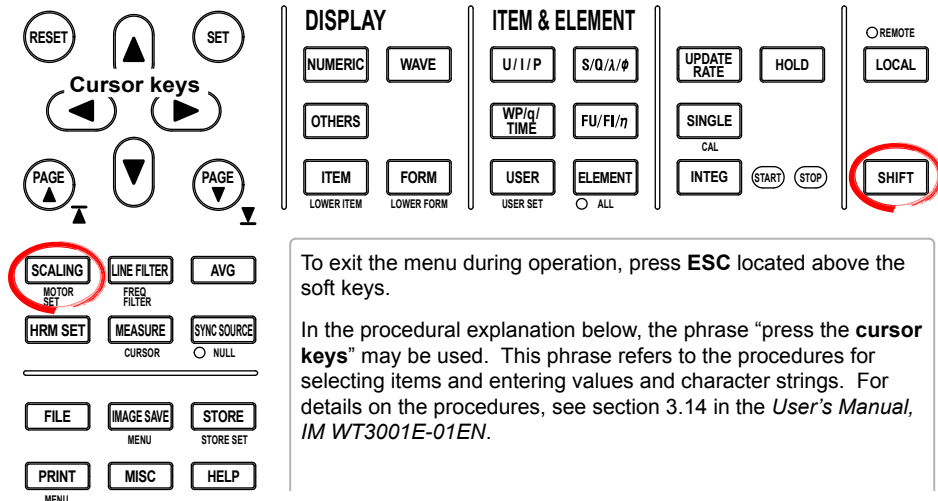 RESET
SET
Cursor keys
PAGE
PAGE
DISPLAY
NUMERIC
WAVE
OTHERS
ITEM
FORM
LOWER ITEM
LOWER FORM
ITEM & ELEMENT
U/I/P
S/Q/λ/ϕ
WP/q/
TIME
FU/FI/η
USER
ELEMENT
USER SET
ALL
UPDATE
RATE
HOLD
SINGLE
CAL
INTEG
START
STOP
REMOTE
LOCAL
SHIFT
SCALING
LINE FILTER
AVG
MOTOR
SET
FREQ
FILTER
HRM SET
MEASURE
SYNC SOURCE
CURSOR
NULL
FILE
IMAGE SAVE
STORE
MENU
STORE SET
PRINT
MISC
HELP
MENU
To exit the menu during operation, press ESC located above the
soft keys.
In the procedural explanation below, the phrase “press the cursor
keys” may be used. This phrase refers to the procedures for
selecting items and entering values and character strings. For
details on the procedures, see section 3.14 in the User's Manual,
IM WT3001E-01EN.